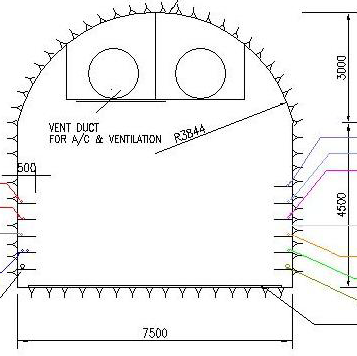 3000
VENT DUCT
FOR A/C & VENTILATION
R3844
500
4500
7500